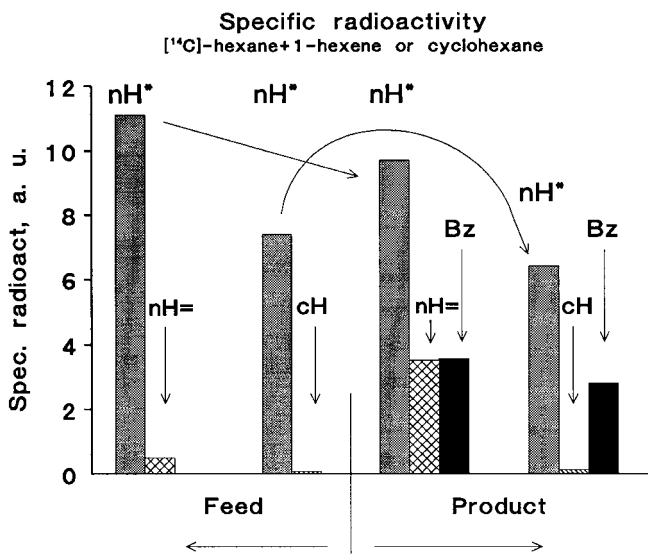 Specific radioactivity
[¹⁴C]-hexane+1-hexene or cyclohexane
Spec. radioact, a. u.
12
10
8
6
4
2
0
nH*
nH=
nH*
cH
nH*
nH=
Bz
nH*
cH
Bz
Feed
Product